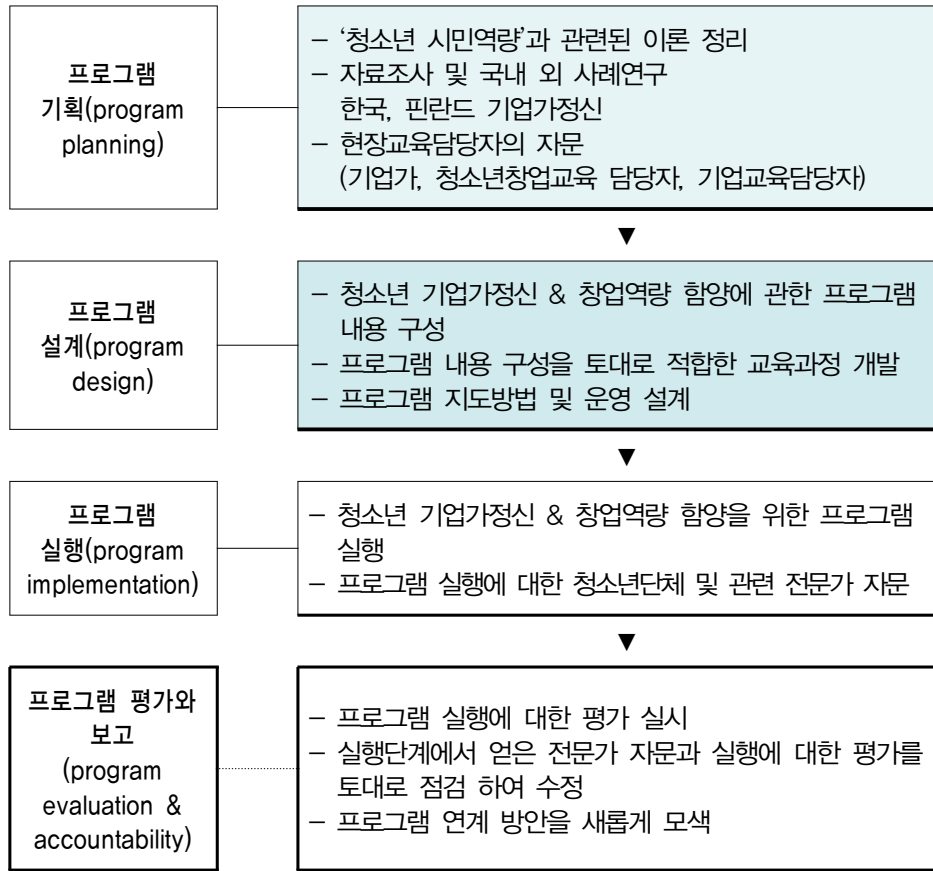 프로그램
기획(program
planning)
– ‘청소년 시민역량’과 관련된 이론 정리
– 자료조사 및 국내 외 사례연구
한국, 핀란드 기업가정신
– 현장교육담당자의 자문
(기업가, 청소년창업교육 담당자, 기업교육담당자)
▼
프로그램
설계(program
design)
– 청소년 기업가정신 & 창업역량 함양에 관한 프로그램
내용 구성
– 프로그램 내용 구성을 토대로 적합한 교육과정 개발
– 프로그램 지도방법 및 운영 설계
▼
프로그램
실행(program
implementation)
– 청소년 기업가정신 & 창업역량 함양을 위한 프로그램
실행
– 프로그램 실행에 대한 청소년단체 및 관련 전문가 자문
▼
프로그램 평가와
보고
(program
evaluation &
accountability)
– 프로그램 실행에 대한 평가 실시
– 실행단계에서 얻은 전문가 자문과 실행에 대한 평가를
토대로 점검 하여 수정
– 프로그램 연계 방안을 새롭게 모색